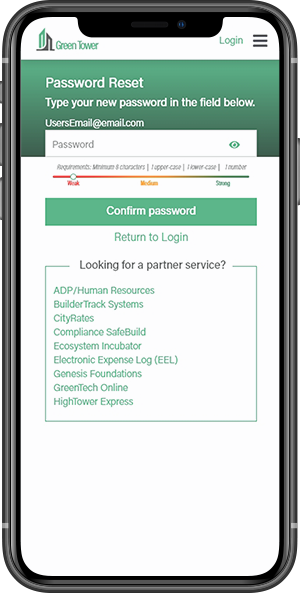 Green Tower
Login
Password Reset
Type your new password in the field below.
UsersEmail@email.com
Password
Requirements: Minimum 8 characters | 1 upper-case | 1 lower-case | 1 number
Weak Medium Strong
Confirm password
Return to Login
Looking for a partner service?
ADP/Human Resources
BuilderTrack Systems
CityRates
Compliance SafeBuild
Ecosystem Incubator
Electronic Expense Log (EEL)
Genesis Foundations
GreenTech Online
HighTower Express